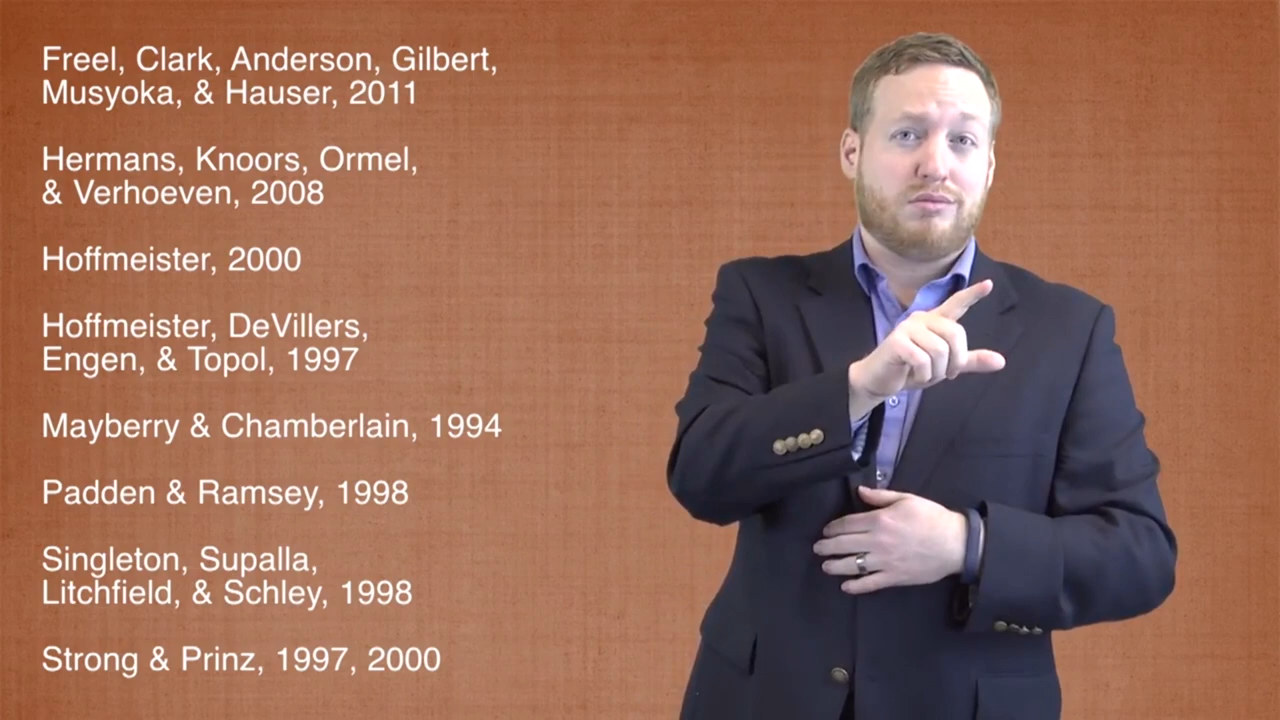 Freel, Clark, Anderson, Gilbert,
Musyoka, & Hauser, 2011
Hermans, Knoors, Ormel,
& Verhoeven, 2008
Hoffmeister, 2000
Hoffmeister, DeVillers,
Engen, & Topol, 1997
Mayberry & Chamberlain, 1994
Padden & Ramsey, 1998
Singleton, Supalla,
Litchfield, & Schley, 1998
Strong & Prinz, 1997, 2000